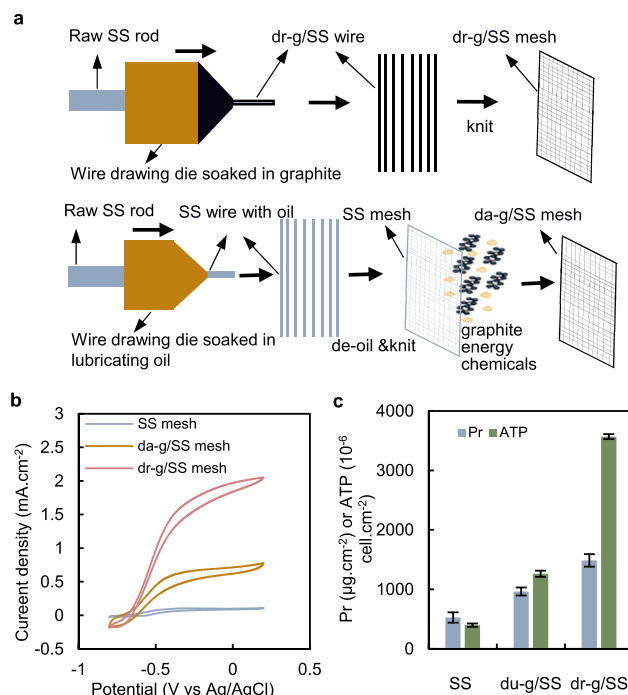 a
Raw SS rod
dr-g/SS wire
dr-g/SS mesh
knit
Wire drawing die soaked in graphite
Raw SS rod
SS wire with oil
SS mesh
da-g/SS mesh
Wire drawing die soaked in
lubricating oil
de-oil &knit
graphite
energy
chemicals
b
Cureent density (mA.cm-2)
3
2.5
2
1.5
1
0.5
0
0.5
SS mesh
da-g/SS mesh
dr-g/SS mesh
-1
-0.5
0
0.5
Potential (V vs Ag/AgCl)
c
Pr (µg.cm-2) or ATP (10-6
cell.cm-2)
4000
3000
2000
1000
0
Pr
ATP
SS
du-g/SS
dr-g/SS